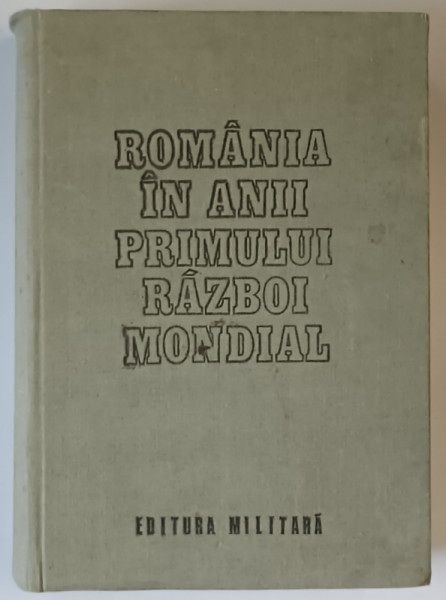 ROMÂNIA
ÎN ANII
PRIMULUI
RĂZBOI
MONDIAL
EDITURA MILITARĂ